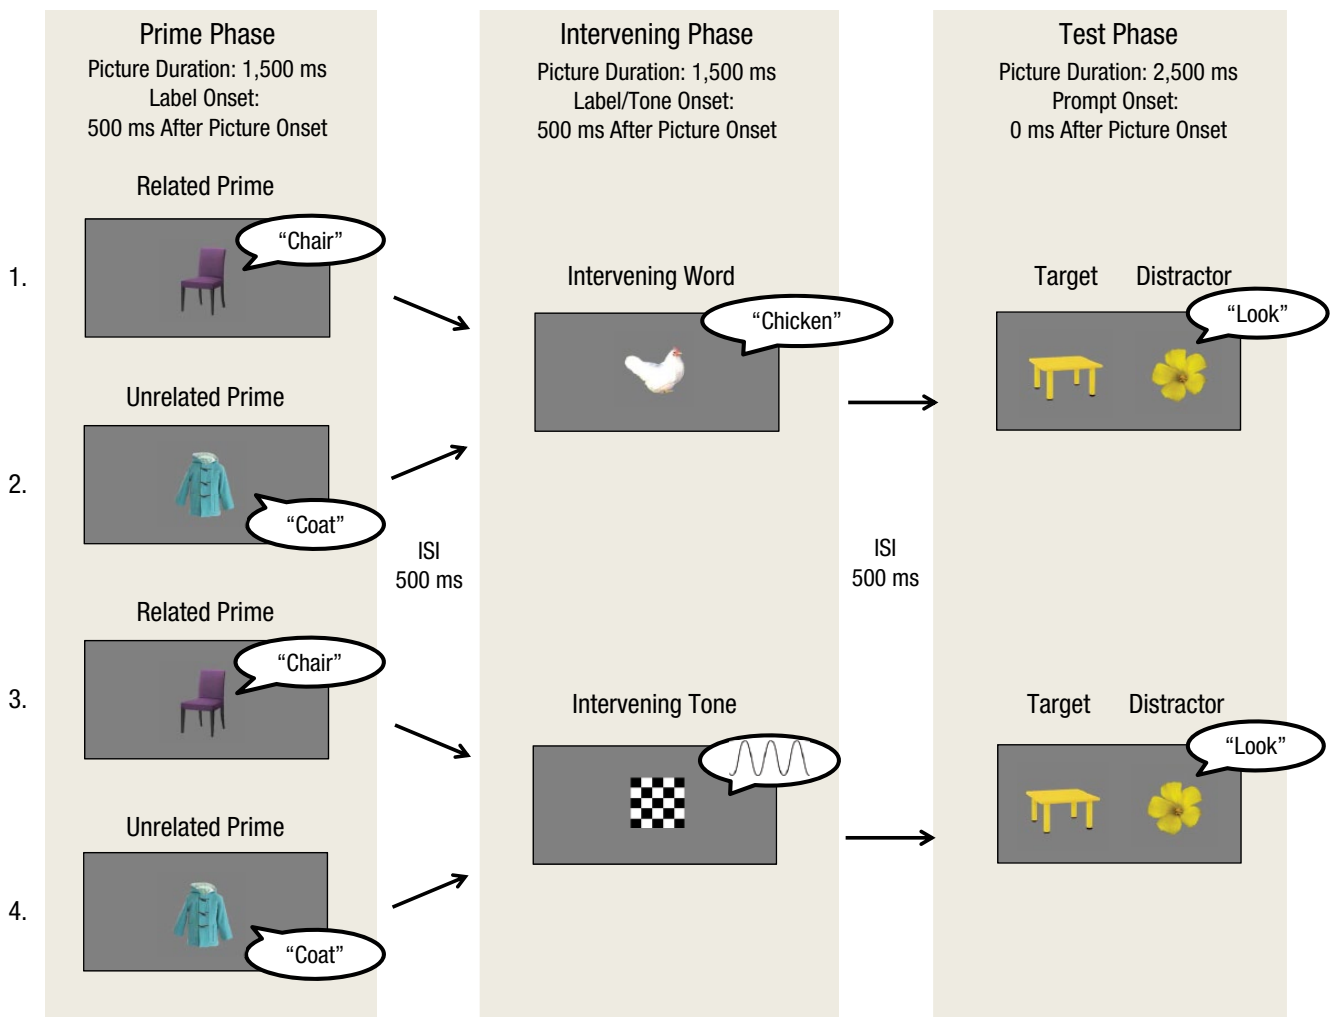 Prime Phase
Picture Duration: 1,500 ms
Label Onset:
500 ms After Picture Onset
Intervening Phase
Picture Duration: 1,500 ms
Label/Tone Onset:
500 ms After Picture Onset
Test Phase
Picture Duration: 2,500 ms
Prompt Onset:
0 ms After Picture Onset
1.
Related Prime
“Chair”
2.
Unrelated Prime
“Coat”
ISI
500 ms
3.
Related Prime
“Chair”
4.
Unrelated Prime
“Coat”
Intervening Word
“Chicken”
ISI
500 ms
Intervening Tone
Target Distractor
“Look”
Target Distractor
“Look”